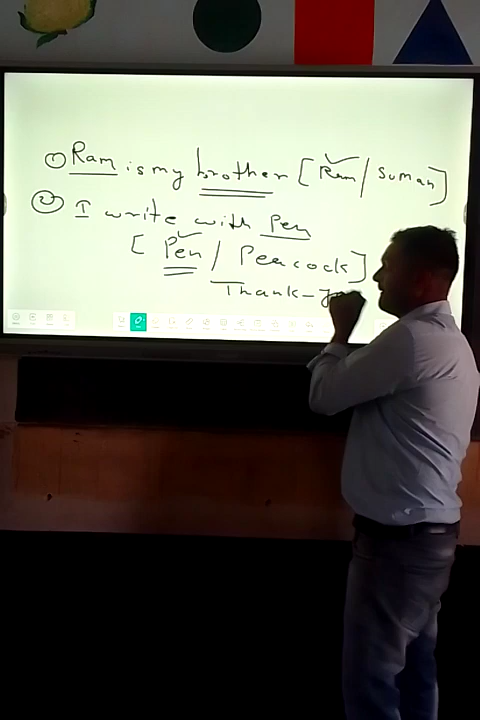 ① Ram is my brother [Ram / Suman]
② I write with Pen
[Pen / Peacock]
Thank-